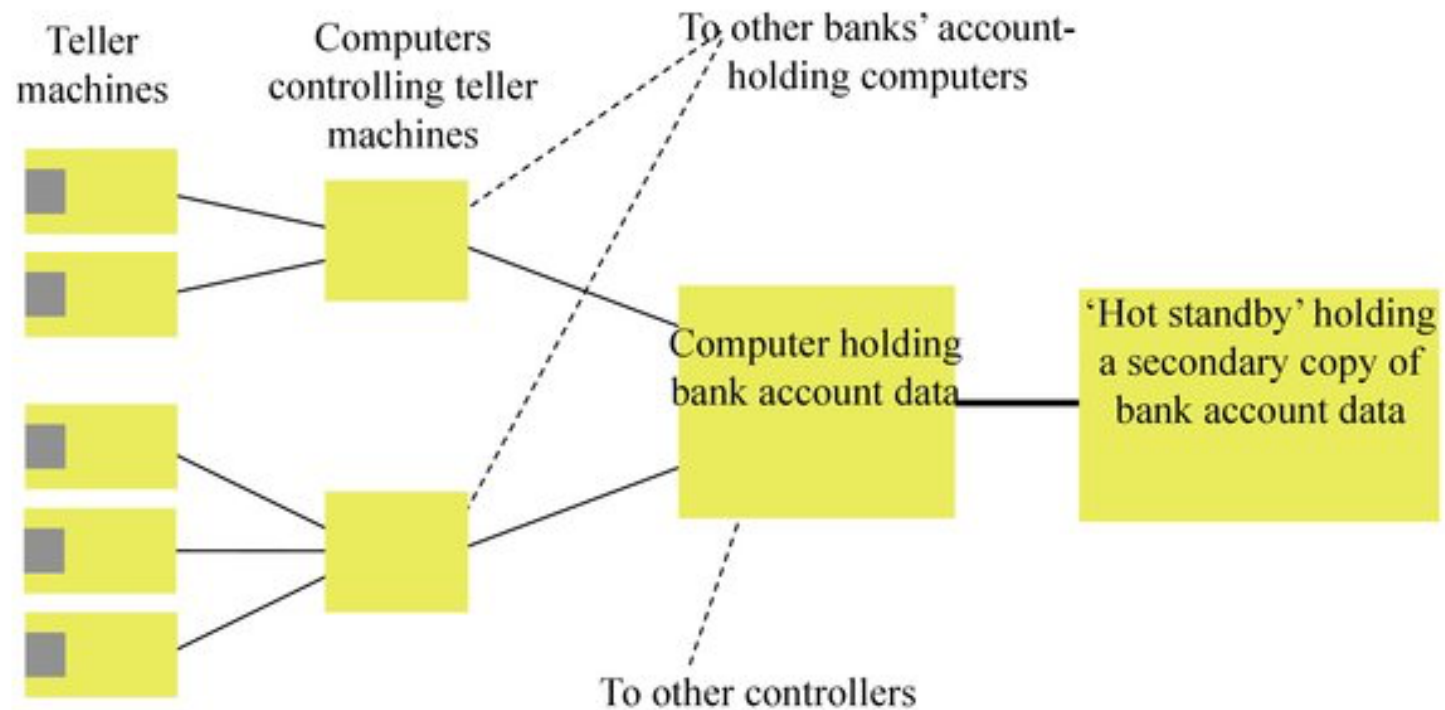 Teller
machines
Computers
controlling teller
machines
To other banks’ account-
holding computers
Computer holding
bank account data
‘Hot standby’ holding
a secondary copy of
bank account data
To other controllers